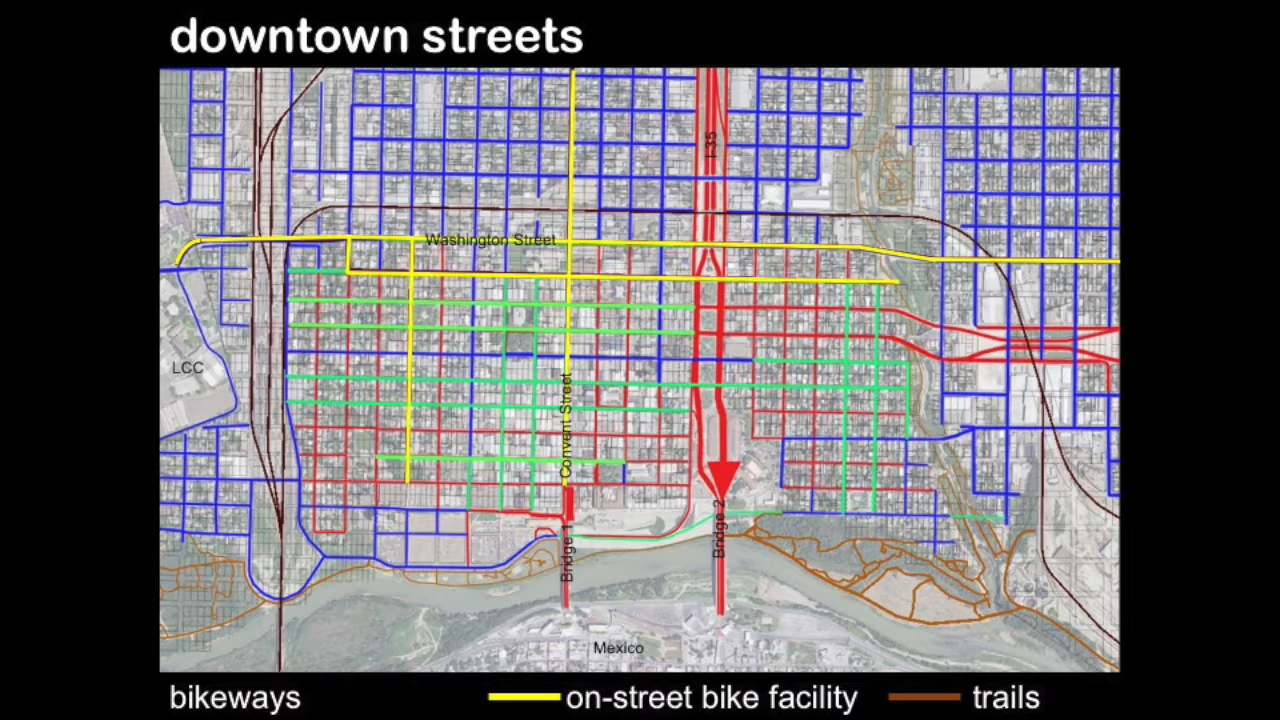 downtown streets
I-35
Washington Street
LCC
Convent Street
Bridge 1
Bridge 2
Mexico
bikeways
on-street bike facility
trails